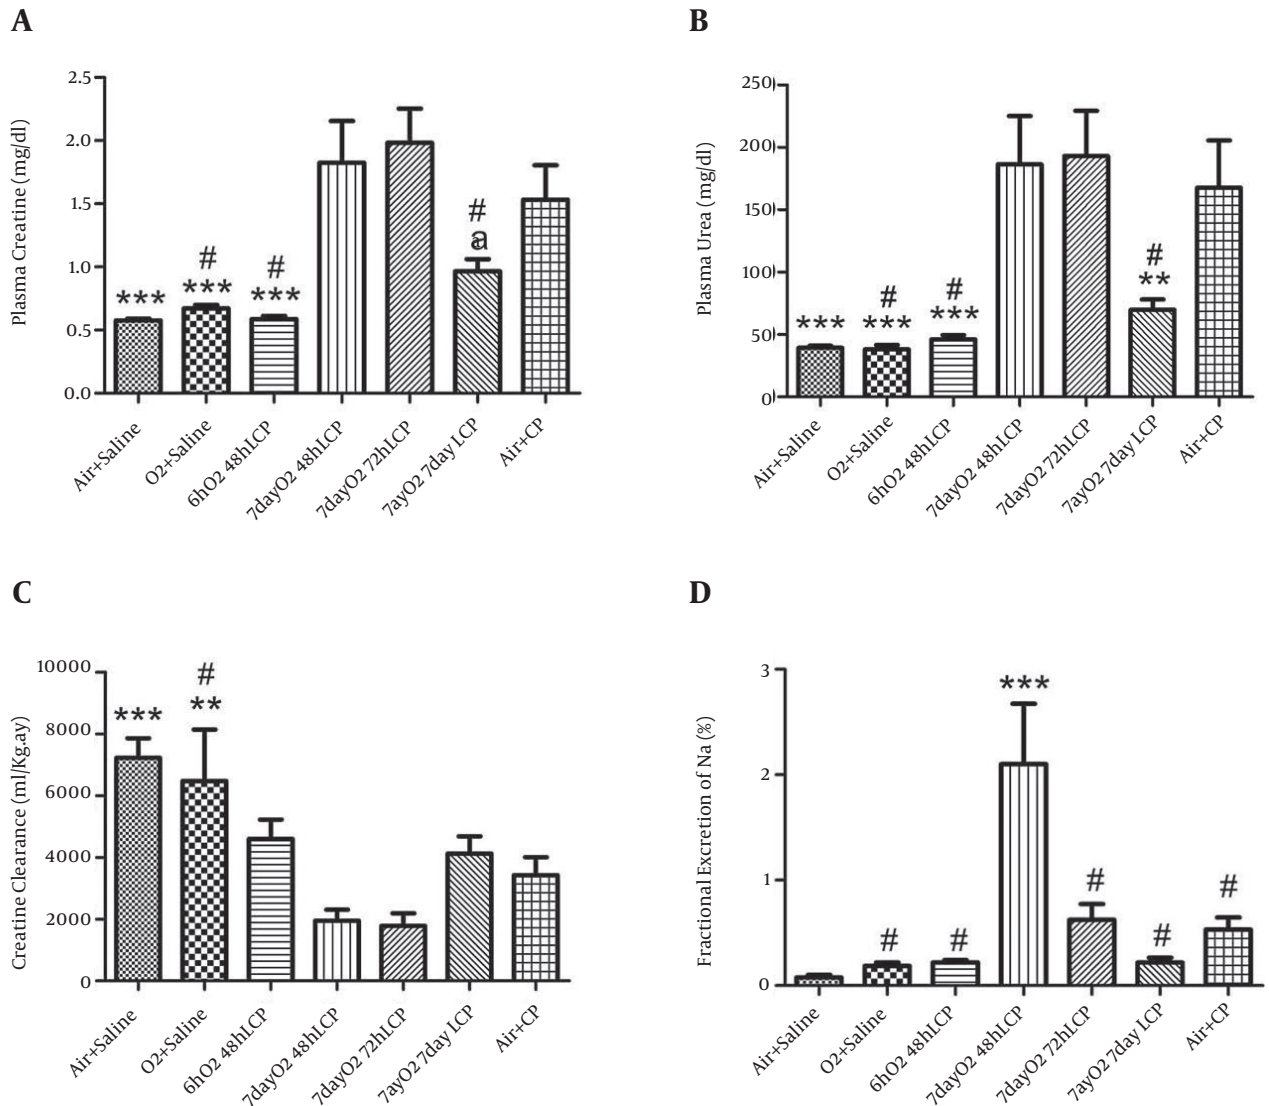 A
Plasma Creatine (mg/dl)
2.5
2.0
1.5
1.0
0.5
0.0
***
#
***
#
***
#
a
Air+Saline
O2+Saline
6hO2 48hLCP
7dayO2 48hLCP
7dayO2 72hLCP
7ayO2 7day LCP
Air+CP
B
Plasma Urea (mg/dl)
250
200
150
100
50
0
***
#
***
#
***
#
**
Air+Saline
O2+Saline
6hO2 48hLCP
7dayO2 48hLCP
7dayO2 72hLCP
7ayO2 7day LCP
Air+CP
C
Creatine Clearance (ml/Kg.ay)
10000
8000
6000
4000
2000
0
***
#
**
Air+Saline
O2+Saline
6hO2 48hLCP
7dayO2 48hLCP
7dayO2 72hLCP
7ayO2 7day LCP
Air+CP
D
Fractional Excretion of Na (%)
3
2
1
0
#
#
***
#
#
#
Air+Saline
O2+Saline
6hO2 48hLCP
7dayO2 48hLCP
7dayO2 72hLCP
7ayO2 7day LCP
Air+CP